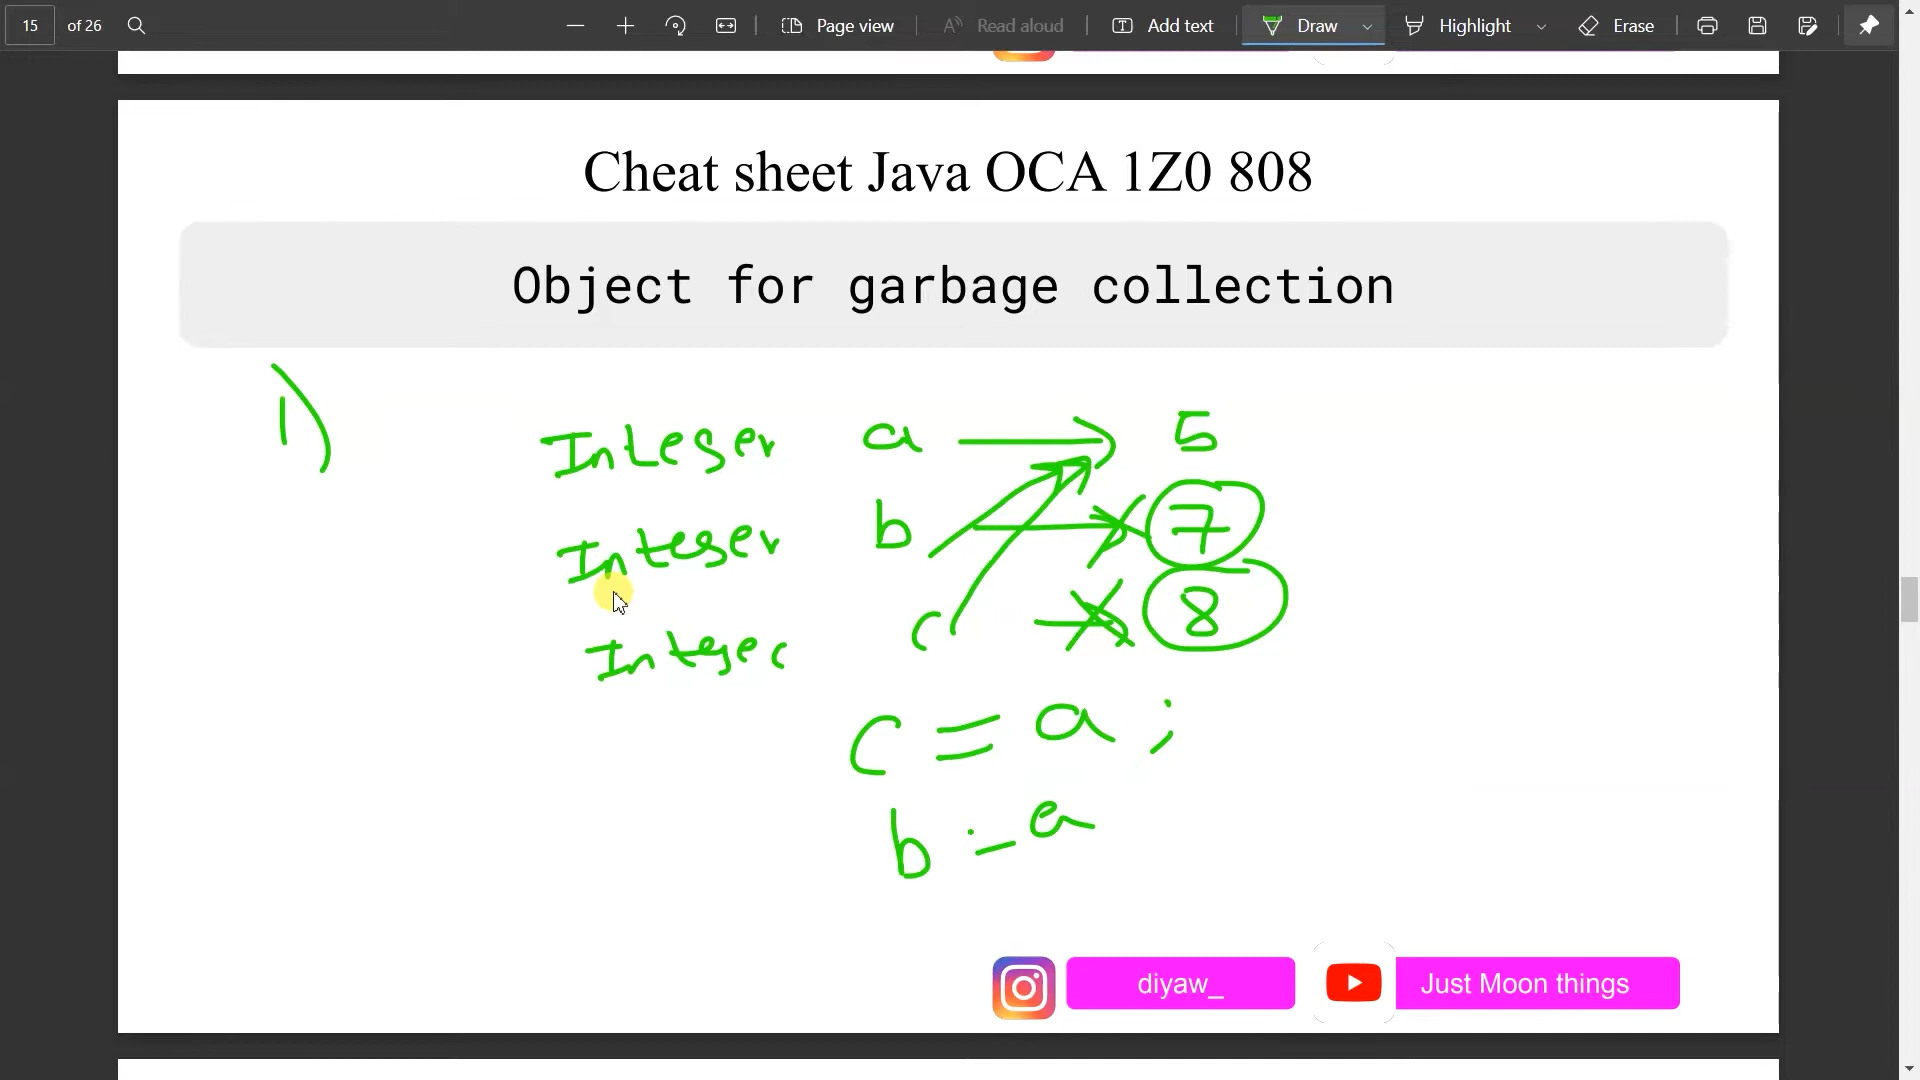 15 of 26 Page view Read aloud Add text Draw Highlight Erase
Cheat sheet Java OCA 1Z0 808
Object for garbage collection
1)
Integer a 5
Integer b 7
Integer c 8
c = a ;
b = a
diyaw_ Just Moon things